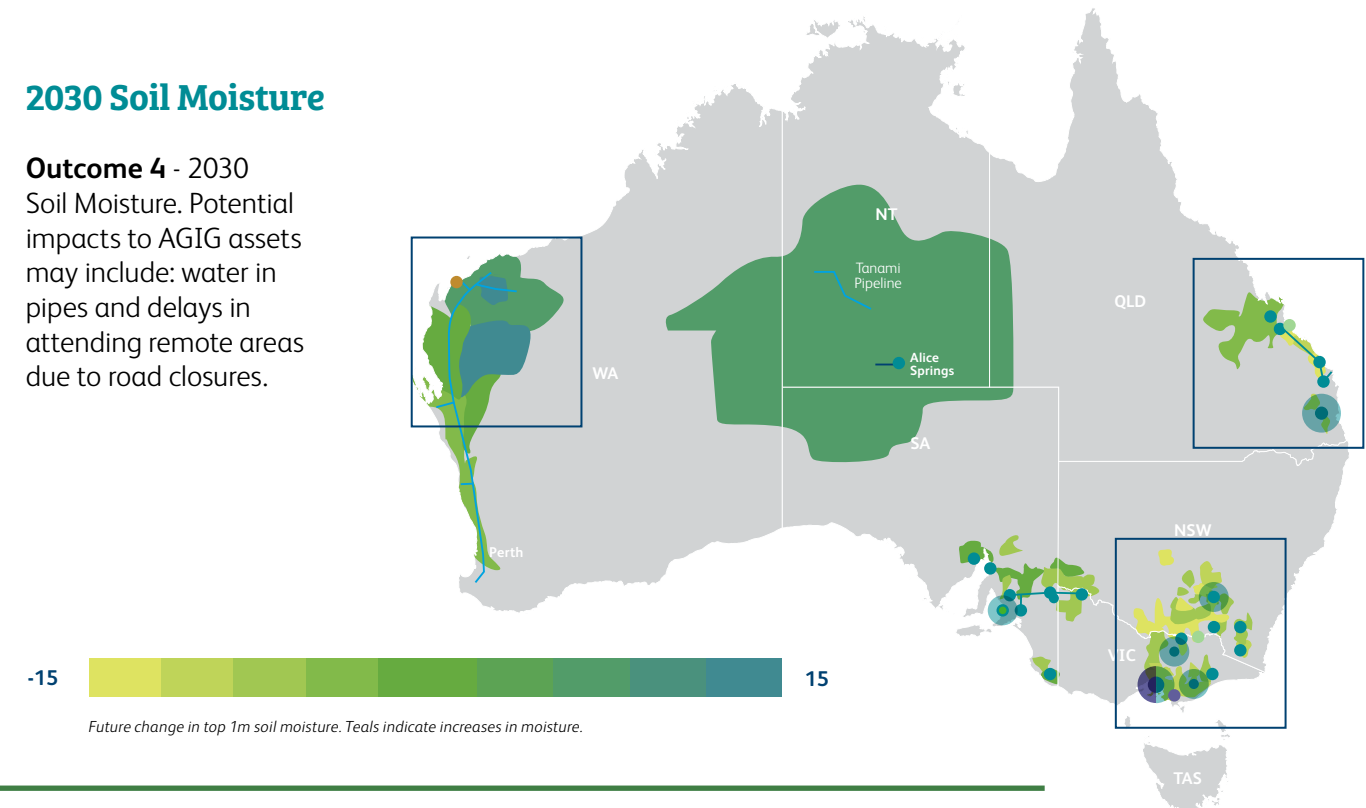 2030 Soil Moisture
Outcome 4 - 2030
Soil Moisture. Potential
impacts to AGIG assets
may include: water in
pipes and delays in
attending remote areas
due to road closures.
NT
Tanami
Pipeline
QLD
Alice
Springs
WA
SA
NSW
Perth
VIC
TAS
-15
15
Future change in top 1m soil moisture. Teals indicate increases in moisture.